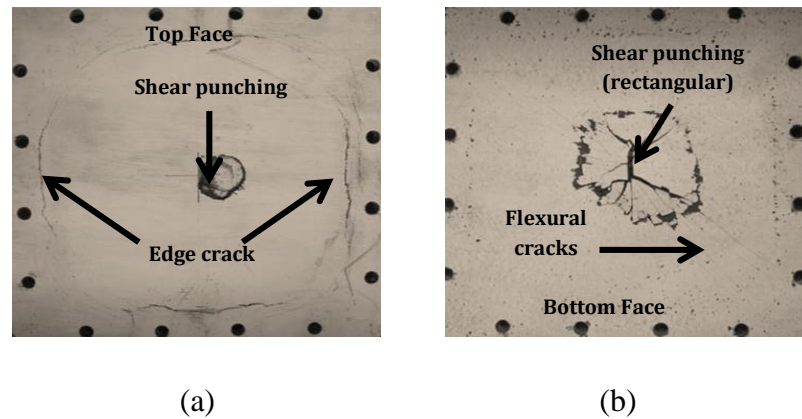 Top Face
Shear punching
Edge crack
(a)
Shear punching
(rectangular)
Flexural
cracks
Bottom Face
(b)